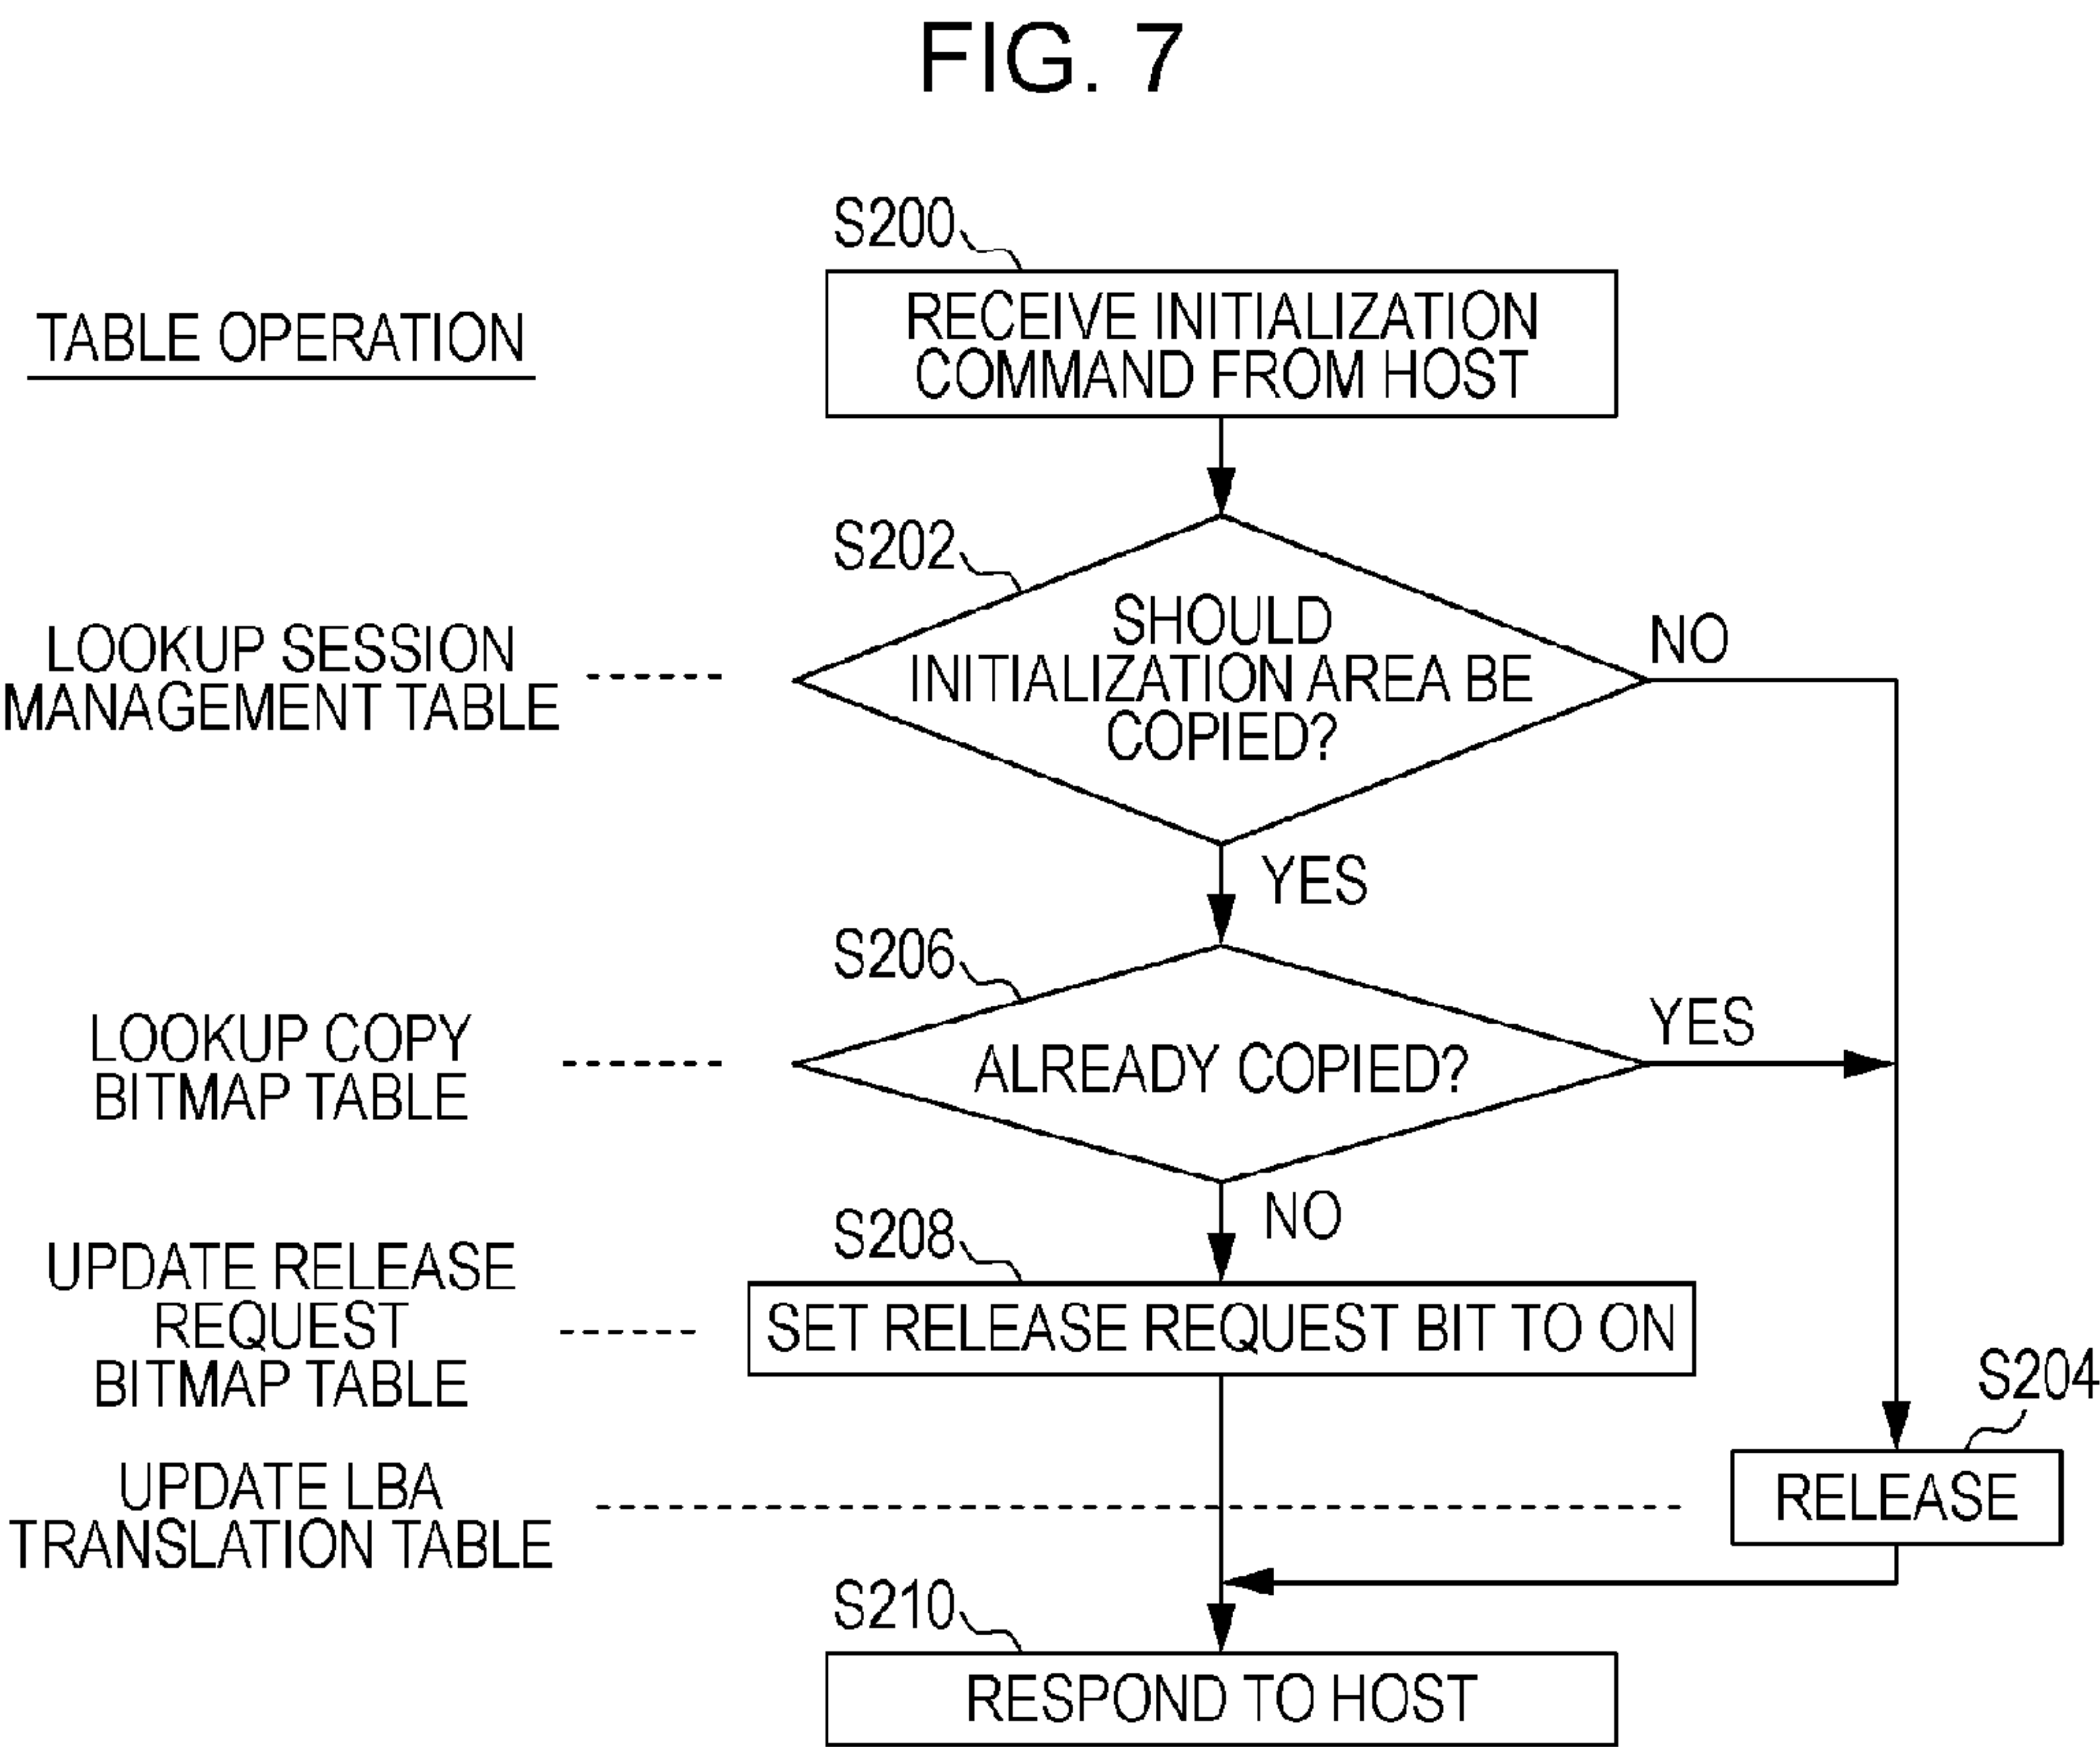 FIG. 7
S200
TABLE OPERATION
RECEIVE INITIALIZATION
COMMAND FROM HOST
S202
LOOKUP SESSION
MANAGEMENT TABLE
SHOULD
INITIALIZATION AREA BE
COPIED?
NO
YES
S206
LOOKUP COPY
BITMAP TABLE
ALREADY COPIED?
YES
NO
S208
UPDATE RELEASE
REQUEST
BITMAP TABLE
SET RELEASE REQUEST BIT TO ON
S204
UPDATE LBA
TRANSLATION TABLE
RELEASE
S210
RESPOND TO HOST